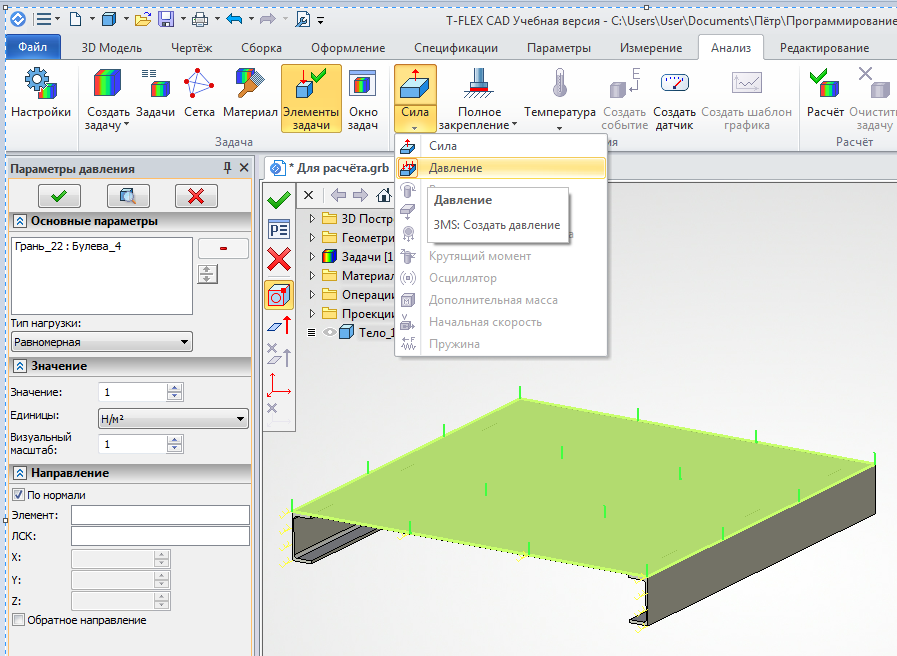 T-FLEX CAD Учебная версия - C:\Users\User\Documents\Пётр\Программирование
Файл
3D Модель
Чертёж
Сборка
Оформление
Спецификации
Параметры
Измерение
Анализ
Редактирование
Настройки
Создать задачу
Задачи
Сетка
Материал
Элементы задачи
Окно задач
Сила
Полное закрепление
Температура
Создать событие
Создать датчик
Создать шаблон графика
Расчёт
Очистить задачу
Задача
Расчёт
Параметры давления
Основные параметры
Грань_22 : Булева_4
Тип нагрузки:
Равномерная
Значение
Значение:
1
Единицы:
Н/м²
Визуальный масштаб:
1
Направление
По нормали
Элемент:
ЛСК:
X:
Y:
Z:
Обратное направление
* Для расчёта.grb
3D Постр
Геометри
Задачи [1
Материал
Операции
Проекции
Тело_1
Сила
Давление
Давление
3MS: Создать давление
Крутящий момент
Осциллятор
Дополнительная масса
Начальная скорость
Пружина